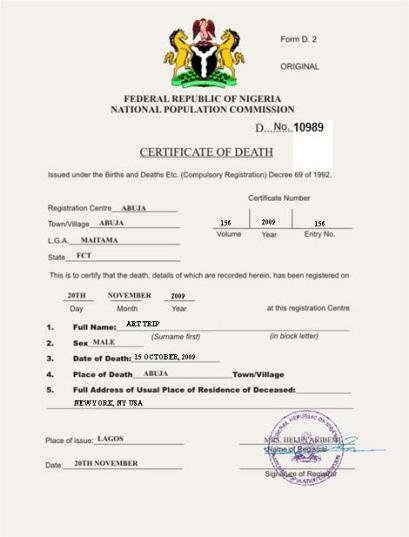 Form D. 2
ORIGINAL
FEDERAL REPUBLIC OF NIGERIA
NATIONAL POPULATION COMMISSION
D...No. 10989
CERTIFICATE OF DEATH
Issued under the Births and Deaths Etc. (Compulsory Registration) Decree 69 of 1992.
Certificate Number
Registration Centre ABUJA
Town/Village ABUJA
156 2009 156
Volume Year Entry No.
L.G.A. MAITAMA
State FCT
This is to certify that the death, details of which are recorded herein, has been registered on
20TH NOVEMBER 2009
Day Month Year at this registration Centre
1. Full Name: ART TRIP
(Surname first) (in block letter)
2. Sex MALE
3. Date of Death: 15 OCTOBER, 2009
4. Place of Death ABUJA Town/Village
5. Full Address of Usual Place of Residence of Deceased:
NEWYORK, NY USA
Place of issue: LAGOS
MRS. HELEN
Name of Registrar
Date: 20TH NOVEMBER
Signature of Registrar